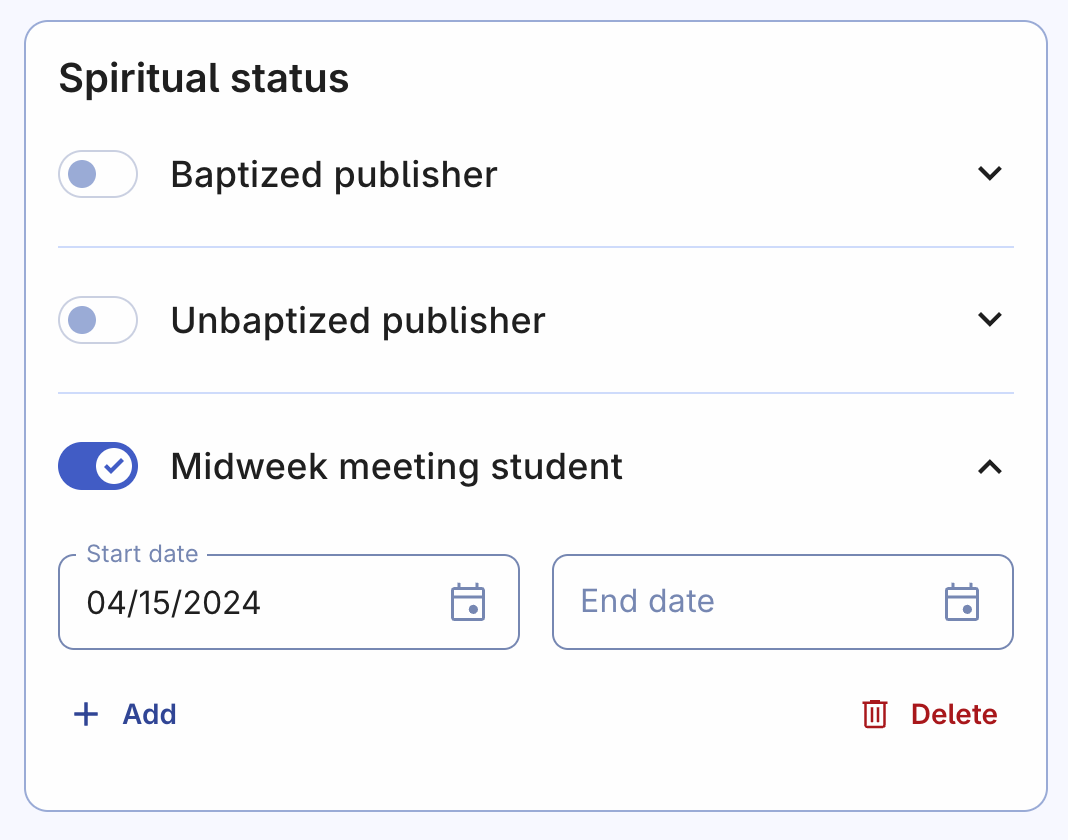 Spiritual status
Baptized publisher
Unbaptized publisher
Midweek meeting student
Start date
04/15/2024
End date
Add
Delete